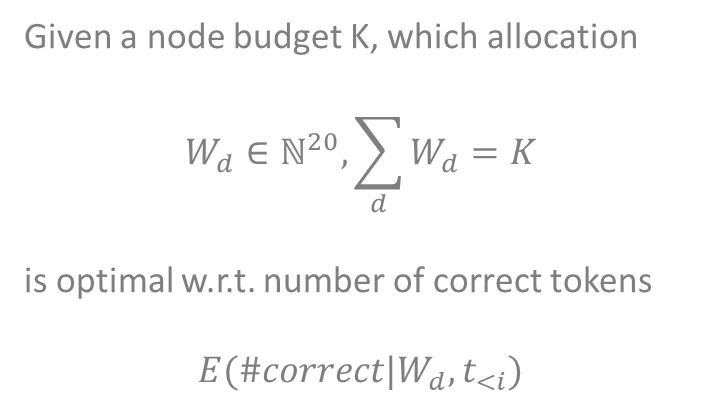 Given a node budget K, which allocation
W_d ∈ ℕ^{20}, ∑_d W_d = K
is optimal w.r.t. number of correct tokens
E(#correct|W_d, t_{<i})